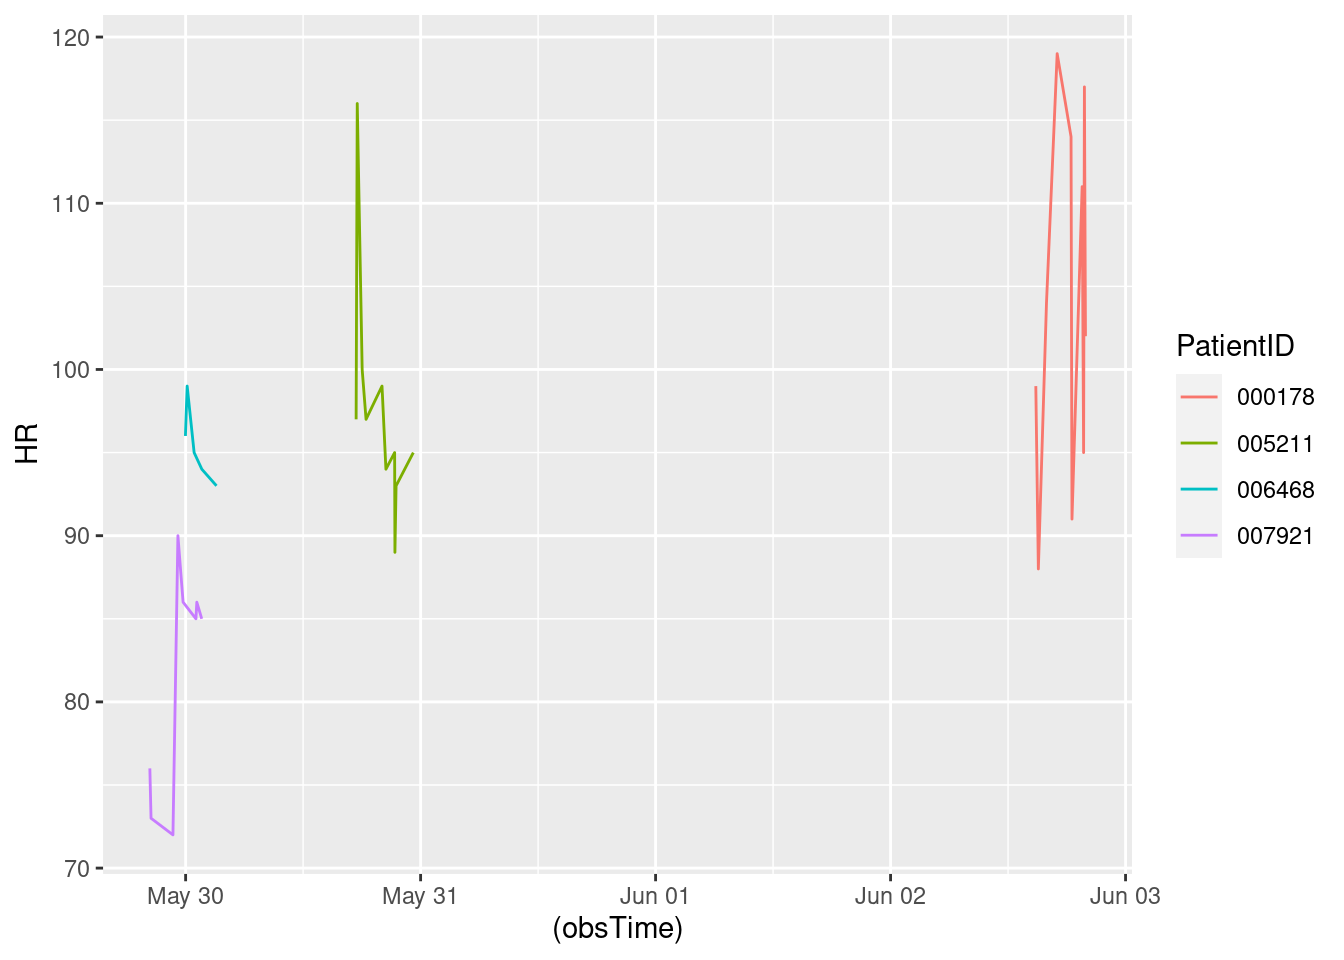 120
110
100
90
80
70
HR
May 30
May 31
Jun 01
Jun 02
Jun 03
(obsTime)
PatientID
000178
005211
006468
007921